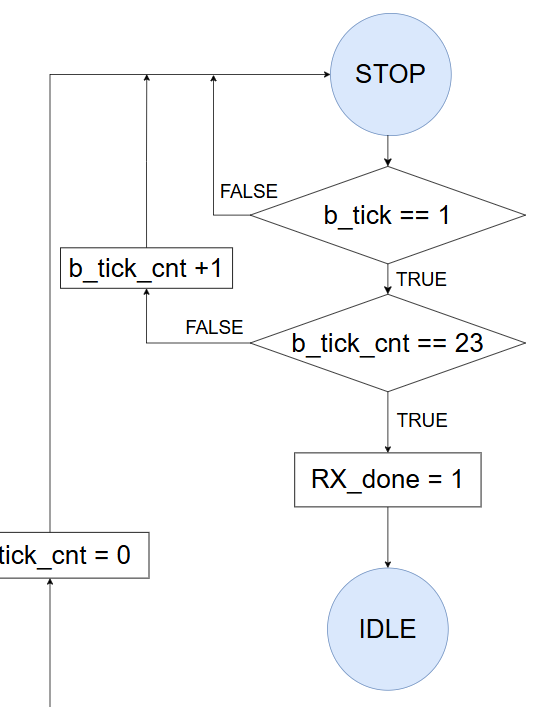 STOP
FALSE
b_tick == 1
b_tick_cnt +1
TRUE
FALSE
b_tick_cnt == 23
TRUE
RX_done = 1
tick_cnt = 0
IDLE